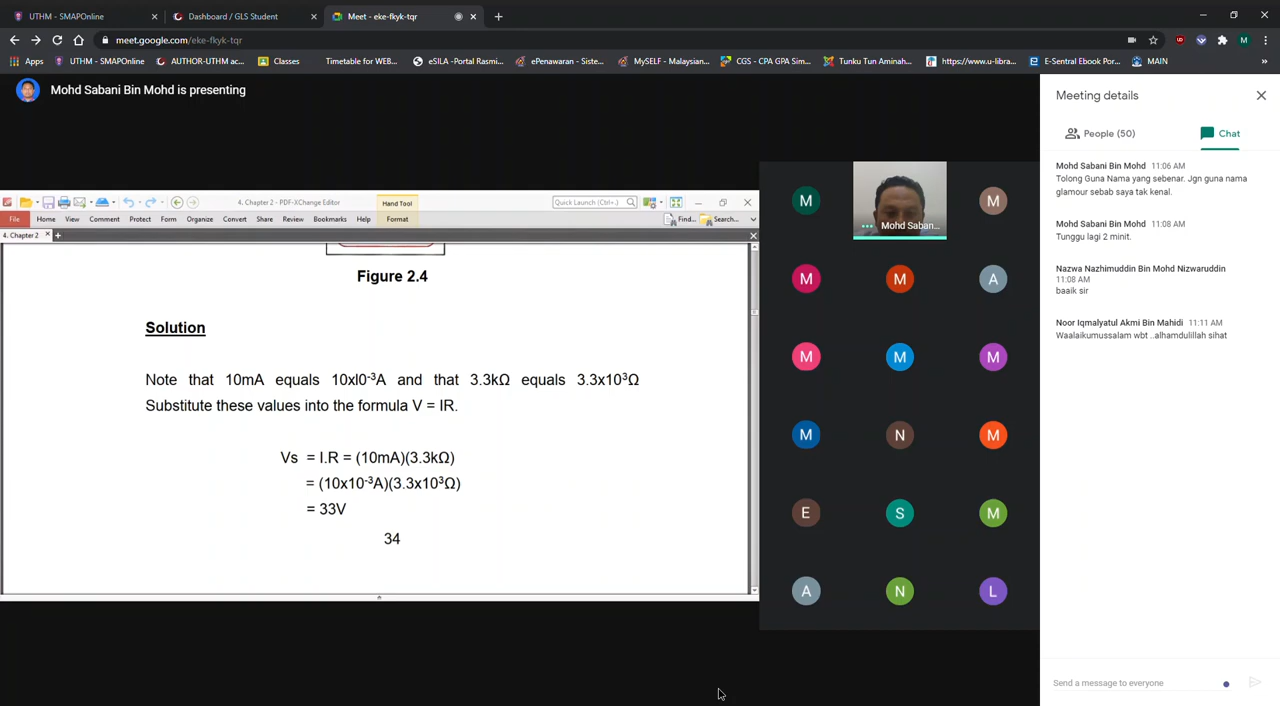 UTHM - SMAPOnline
Dashboard / GLS Student
Meet - eke-fkyk-tqr
meet.google.com/eke-fkyk-tqr
M
Apps
UTHM - SMAPOnline
AUTHOR-UTHM ac...
Classes
Timetable for WEB...
eSILA -Portal Rasmi...
ePenawaran - Siste...
MySELF - Malaysian...
CGS - CPA GPA Sim...
Tunku Tun Aminah...
https://www.u-libra...
E-Sentral Ebook Por...
MAIN
»
Mohd Sabani Bin Mohd is presenting
4. Chapter 2 - PDF-XChange Editor
Hand Tool
Quick Launch (Ctrl+.)
File Home View Comment Protect Form Organize Convert Share Review Bookmarks Help Format
Find...
Search...
4. Chapter 2
Figure 2.4
Solution
Note that 10mA equals 10xl0⁻³A and that 3.3kΩ equals 3.3x10³Ω
Substitute these values into the formula V = IR.
Vs = I.R = (10mA)(3.3kΩ)
= (10x10⁻³A)(3.3x10³Ω)
= 33V
34
M
Mohd Saban...
M
M
M
A
M
M
M
M
N
M
E
S
M
A
N
L
Meeting details
People (50)
Chat
Mohd Sabani Bin Mohd 11:06 AM
Tolong Guna Nama yang sebenar. Jgn guna nama
glamour sebab saya tak kenal.
Mohd Sabani Bin Mohd 11:08 AM
Tunggu lagi 2 minit.
Nazwa Nazhimuddin Bin Mohd Nizwaruddin
11:08 AM
baaik sir
Noor Iqmalyatul Akmi Bin Mahidi 11:11 AM
Waalaikumussalam wbt ..alhamdulillah sihat
Send a message to everyone